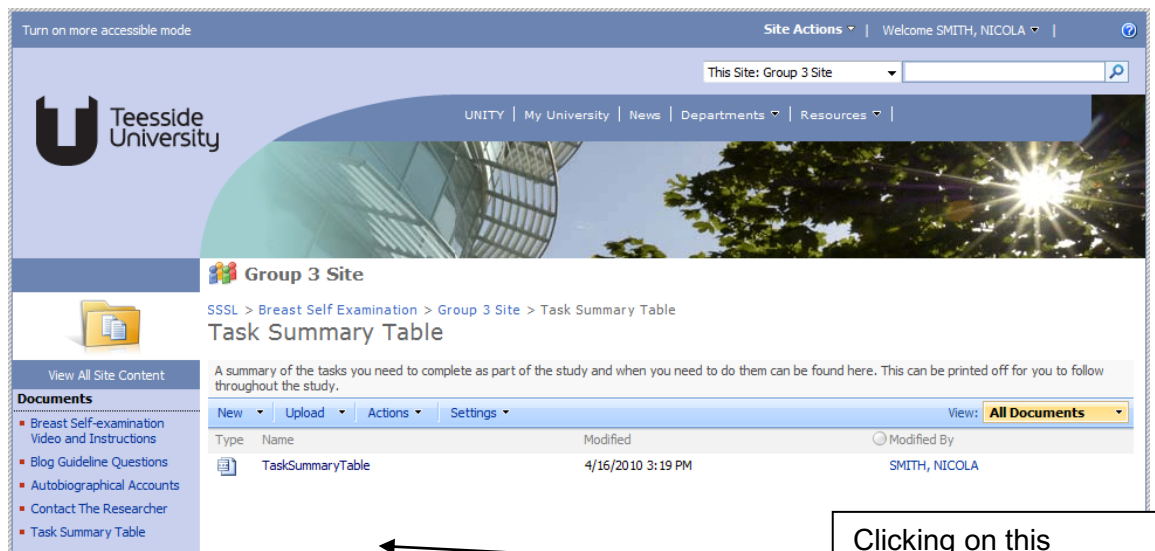 Turn on more accessible mode
Site Actions | Welcome SMITH, NICOLA |
This Site: Group 3 Site
Teesside
University
UNITY | My University | News | Departments | Resources |
Group 3 Site
SSSL > Breast Self Examination > Group 3 Site > Task Summary Table
Task Summary Table
View All Site Content
A summary of the tasks you need to complete as part of the study and when you need to do them can be found here. This can be printed off for you to follow
throughout the study.
Documents
New Upload Actions Settings View: All Documents
Type Name Modified Modified By
TaskSummaryTable 4/16/2010 3:19 PM SMITH, NICOLA
Breast Self-examination
Video and Instructions
Blog Guideline Questions
Autobiographical Accounts
Contact The Researcher
Task Summary Table
Clicking on this